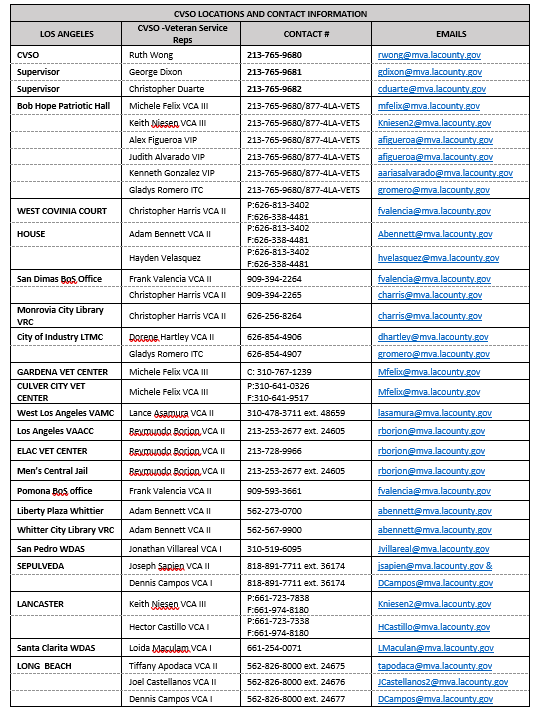 CVSO LOCATIONS AND CONTACT INFORMATION
LOS ANGELES CVSO -Veteran Service Reps CONTACT # EMAILS
CVSO Ruth Wong 213-765-9680 rwong@mva.lacounty.gov
Supervisor George Dixon 213-765-9681 gdixon@mva.lacounty.gov
Supervisor Christopher Duarte 213-765-9682 cduarte@mva.lacounty.gov
Bob Hope Patriotic Hall Michele Felix VCA III 213-765-9680/877-4LA-VETS mfelix@mva.lacounty.gov
Keith Niesen VCA III 213-765-9680/877-4LA-VETS Kniesen2@mva.lacounty.gov
Alex Figueroa VIP 213-765-9680/877-4LA-VETS afigueroa@mva.lacounty.gov
Judith Alvarado VIP 213-765-9680/877-4LA-VETS afigueroa@mva.lacounty.gov
Kenneth Gonzalez VIP 213-765-9680/877-4LA-VETS aariasalvarado@mva.lacounty.gov
Gladys Romero ITC 213-765-9680/877-4LA-VETS gromero@mva.lacounty.gov
WEST COVINIA COURT Christopher Harris VCA II P:626-813-3402 F:626-338-4481 fvalencia@mva.lacounty.gov
HOUSE Adam Bennett VCA II P:626-813-3402 F:626-338-4481 Abennett@mva.lacounty.gov
Hayden Velasquez P:626-813-3402 F:626-338-4481 hvelasquez@mva.lacounty.gov
San Dimas BoS Office Frank Valencia VCA II 909-394-2264 fvalencia@mva.lacounty.gov
Christopher Harris VCA II 909-394-2265 charris@mva.lacounty.gov
Monrovia City Library VRC Christopher Harris VCA II 626-256-8264 charris@mva.lacounty.gov
City of Industry LTMC Dorene Hartley VCA II 626-854-4906 dhartley@mva.lacounty.gov
Gladys Romero ITC 626-854-4907 gromero@mva.lacounty.gov
GARDENA VET CENTER Michele Felix VCA III C: 310-767-1239 Mfelix@mva.lacounty.gov
CULVER CITY VET CENTER Michele Felix VCA III P:310-641-0326 F:310-641-9517 Mfelix@mva.lacounty.gov
West Los Angeles VAMC Lance Asamura VCA II 310-478-3711 ext. 48659 lasamura@mva.lacounty.gov
Los Angeles VAACC Reymundo Borjon VCA II 213-253-2677 ext. 24605 rborjon@mva.lacounty.gov
ELAC VET CENTER Reymundo Borjon VCA II 213-728-9966 rborjon@mva.lacounty.gov
Men's Central Jail Reymundo Borjon VCA II 213-253-2677 ext. 24605 rborjon@mva.lacounty.gov
Pomona BoS office Frank Valencia VCA II 909-593-3661 fvalencia@mva.lacounty.gov
Liberty Plaza Whittier Adam Bennett VCA II 562-273-0700 abennett@mva.lacounty.gov
Whitter City Library VRC Adam Bennett VCA II 562-567-9900 abennett@mva.lacounty.gov
San Pedro WDAS Jonathan Villareal VCA I 310-519-6095 Jvillareal@mva.lacounty.gov
SEPULVEDA Joseph Sapien VCA II 818-891-7711 ext. 36174 jsapien@mva.lacounty.gov &
Dennis Campos VCA I 818-891-7711 ext. 36174 DCampos@mva.lacounty.gov
LANCASTER Keith Niesen VCA III P:661-723-7838 F:661-974-8180 Kniesen2@mva.lacounty.gov
Hector Castillo VCA I P:661-723-7338 F:661-974-8180 HCastillo@mva.lacounty.gov
Santa Clarita WDAS Loida Maculam VCA I 661-254-0071 LMaculan@mva.lacounty.gov
LONG BEACH Tiffany Apodaca VCA II 562-826-8000 ext. 24675 tapodaca@mva.lacounty.gov
Joel Castellanos VCA II 562-826-8000 ext. 24676 JCastellanos2@mva.lacounty.gov
Dennis Campos VCA I 562-826-8000 ext. 24677 DCampos@mva.lacounty.gov